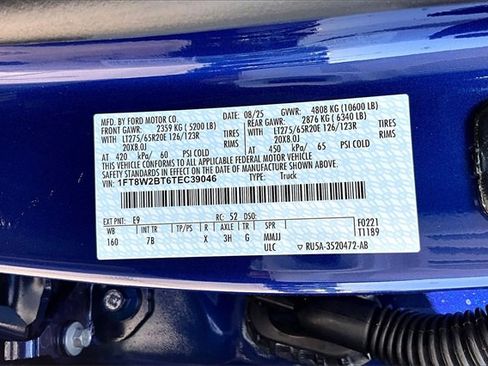 MFD. BY FORD MOTOR CO. 08/25 GVWR: 4808 KG (10600 LB)
FRONT GAWR: 2359 KG (5200 LB) REAR GAWR: 2876 KG (6340 LB)
LT275/65R20E 126/123R TIRES LT275/65R20E 126/123R TIRES
20X8.0J RIMS 20X8.0J RIMS
AT 420 kPa/ 60 PSI COLD AT 450 kPa/ 65 PSI COLD
THIS VEHICLE CONFORMS TO ALL APPLICABLE FEDERAL MOTOR VEHICLE
SAFETY STANDARDS IN EFFECT ON THE DATE OF MANUFACTURE SHOWN ABOVE.
VIN: 1FT8W2BT6TEC39046 TYPE: Truck
EXT PNT: E9 RC: 52 DSO: F0221
WB INT TR TP/PS R AXLE TR SPR T1189
160 7B X 3H G MMJJ
ULC ▽ RU5A-3520472-AB